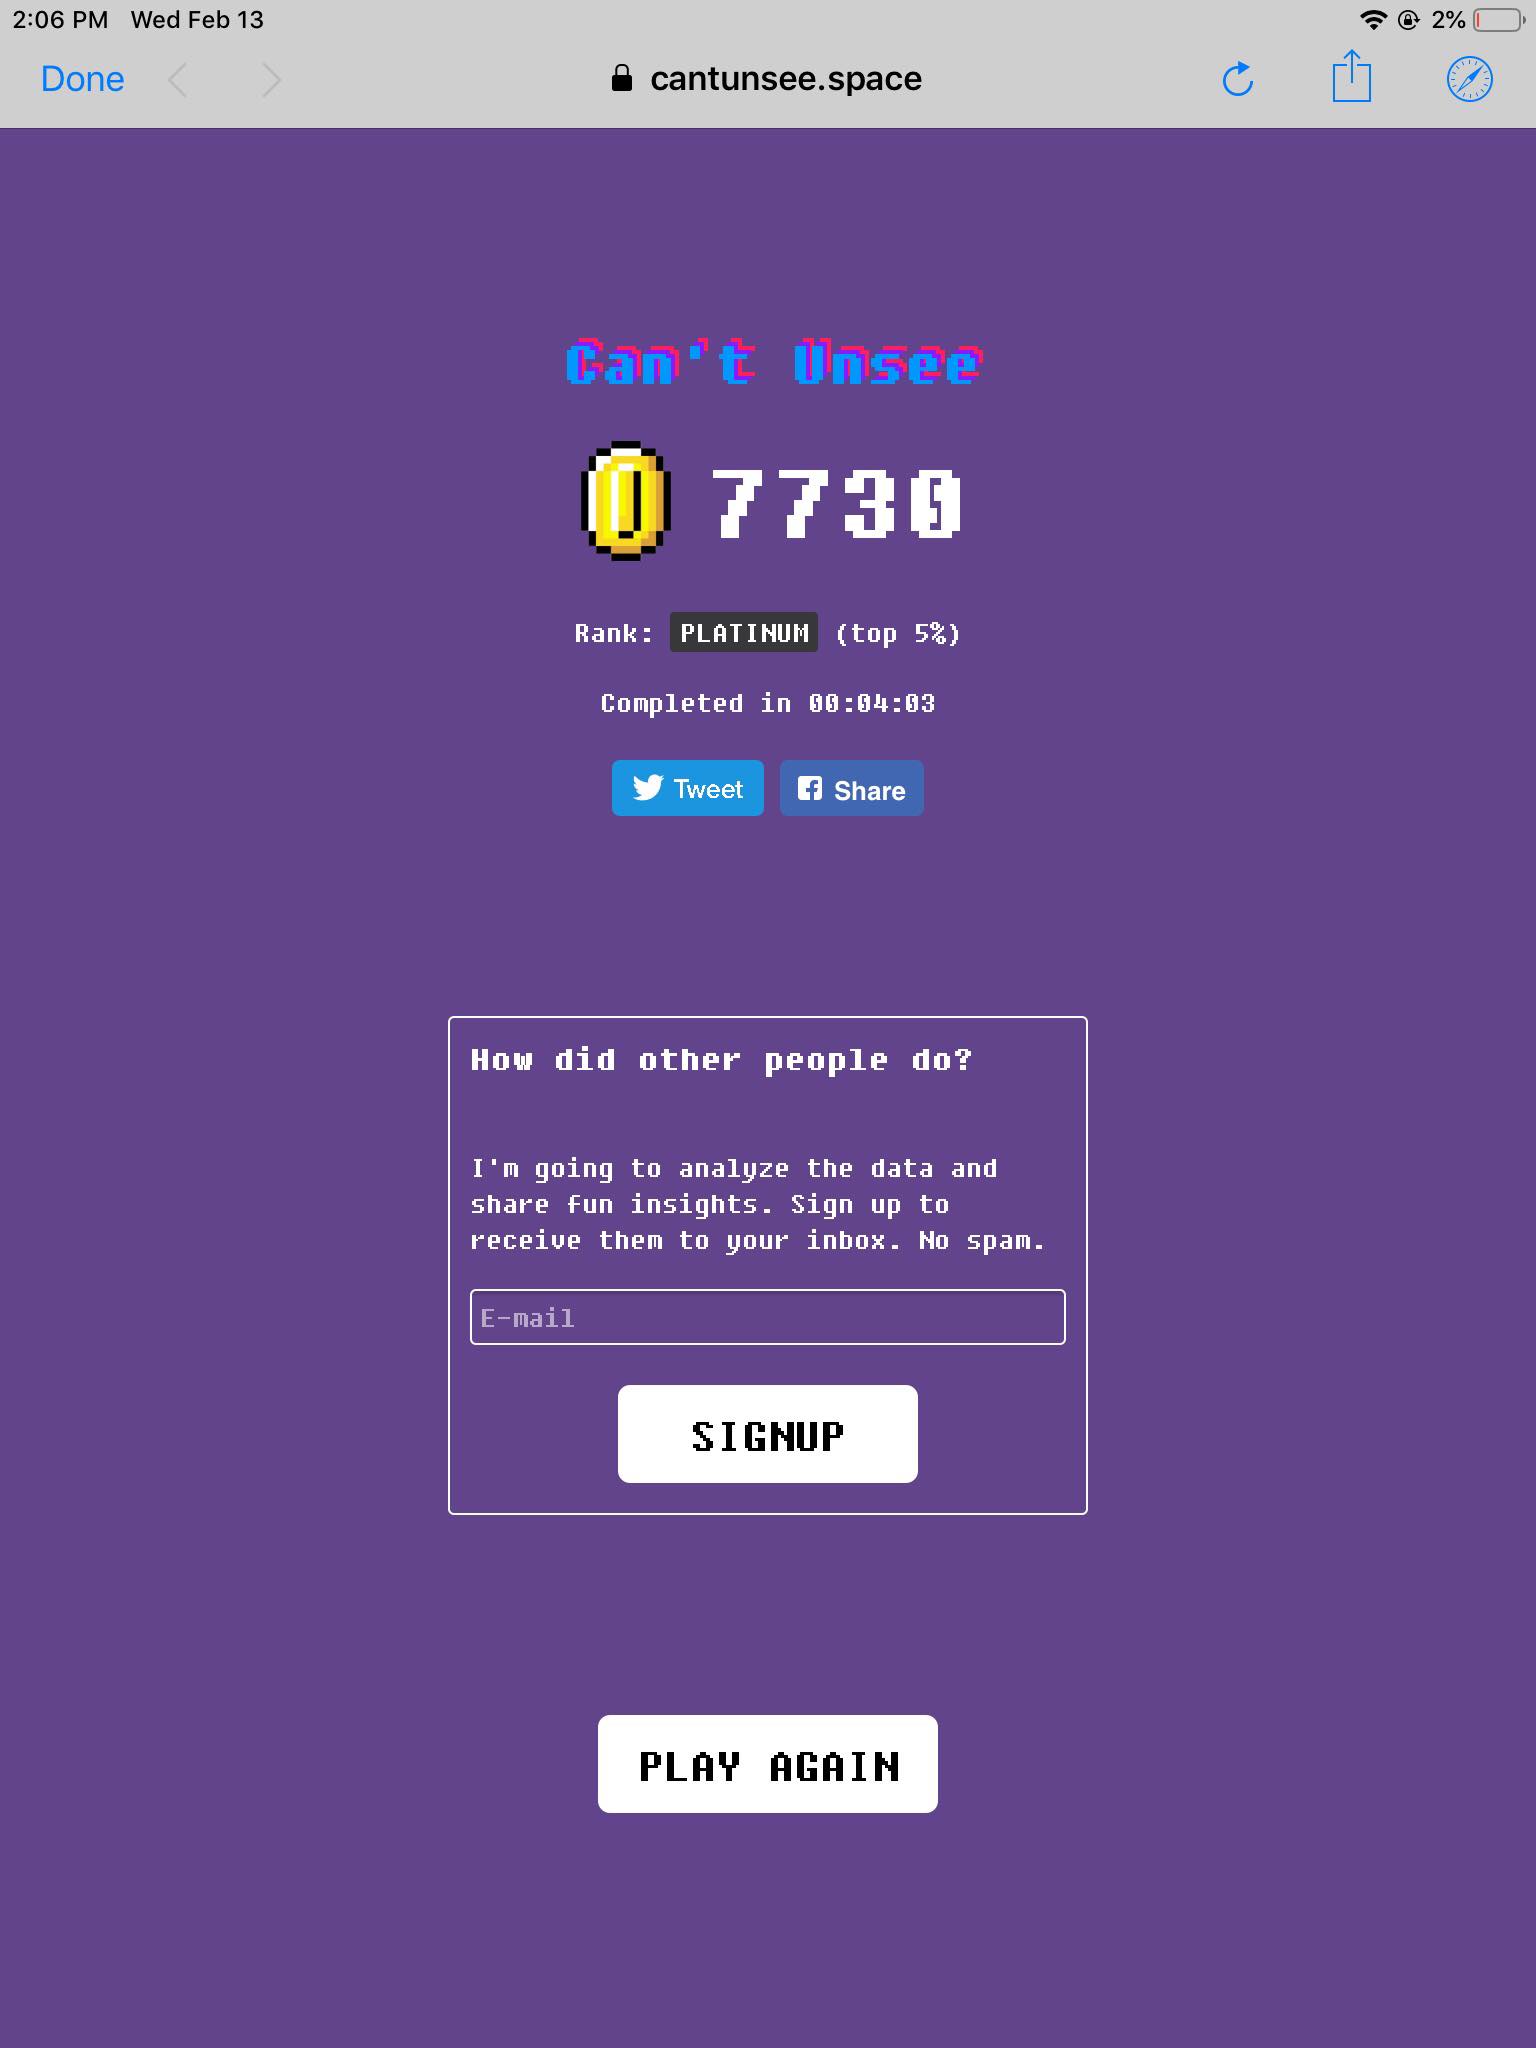 2:06 PM Wed Feb 13 2%
Done cantunsee.space
Can't Unsee
7730
Rank: PLATINUM (top 5%)
Completed in 00:04:03
Tweet Share
How did other people do?
I'm going to analyze the data and
share fun insights. Sign up to
receive them to your inbox. No spam.
E-mail
SIGNUP
PLAY AGAIN